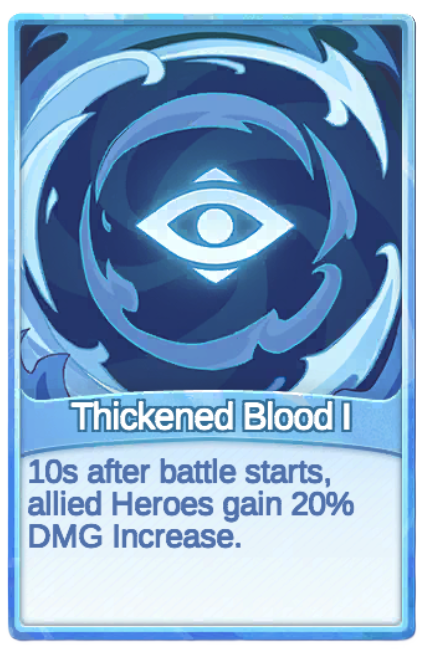 Thickened Blood I
10s after battle starts,
allied Heroes gain 20%
DMG Increase.